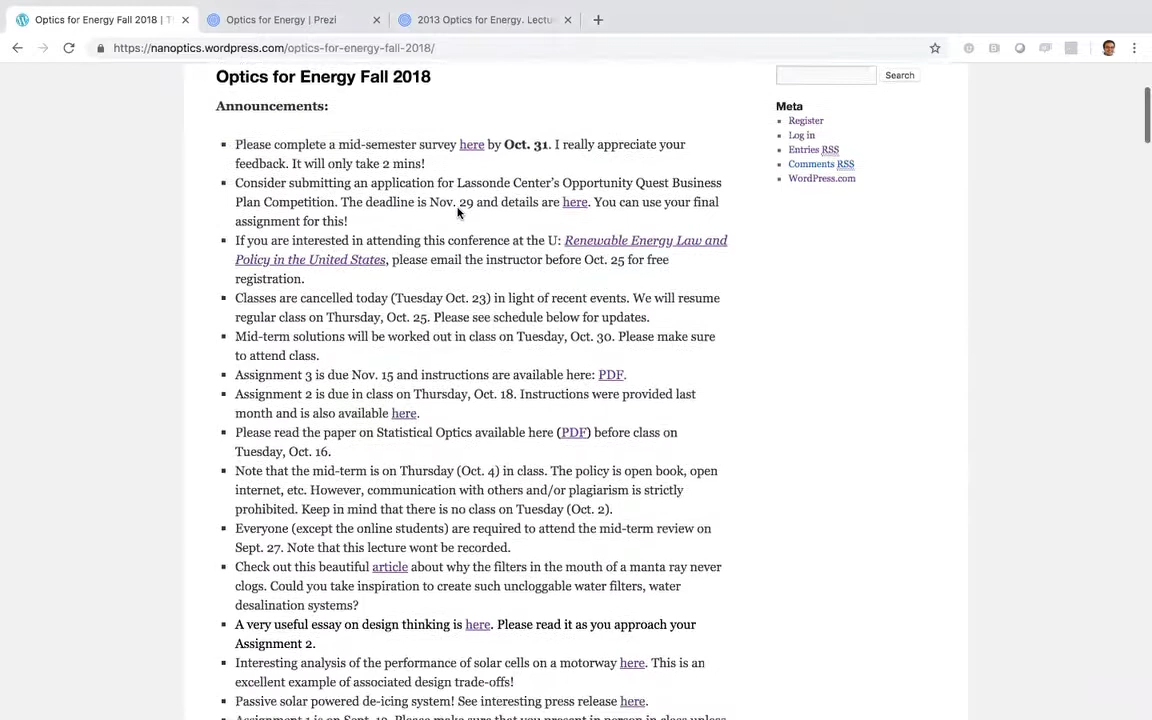 Optics for Energy Fall 2018 | T
Optics for Energy | Prezi
2013 Optics for Energy. Lectu
https://nanoptics.wordpress.com/optics-for-energy-fall-2018/
Optics for Energy Fall 2018
Search
Announcements:
Meta
Register
Log in
Entries RSS
Comments RSS
WordPress.com
Please complete a mid-semester survey here by Oct. 31. I really appreciate your
feedback. It will only take 2 mins!
Consider submitting an application for Lassonde Center's Opportunity Quest Business
Plan Competition. The deadline is Nov. 29 and details are here. You can use your final
assignment for this!
If you are interested in attending this conference at the U: Renewable Energy Law and
Policy in the United States, please email the instructor before Oct. 25 for free
registration.
Classes are cancelled today (Tuesday Oct. 23) in light of recent events. We will resume
regular class on Thursday, Oct. 25. Please see schedule below for updates.
Mid-term solutions will be worked out in class on Tuesday, Oct. 30. Please make sure
to attend class.
Assignment 3 is due Nov. 15 and instructions are available here: PDF.
Assignment 2 is due in class on Thursday, Oct. 18. Instructions were provided last
month and is also available here.
Please read the paper on Statistical Optics available here (PDF) before class on
Tuesday, Oct. 16.
Note that the mid-term is on Thursday (Oct. 4) in class. The policy is open book, open
internet, etc. However, communication with others and/or plagiarism is strictly
prohibited. Keep in mind that there is no class on Tuesday (Oct. 2).
Everyone (except the online students) are required to attend the mid-term review on
Sept. 27. Note that this lecture wont be recorded.
Check out this beautiful article about why the filters in the mouth of a manta ray never
clogs. Could you take inspiration to create such uncloggable water filters, water
desalination systems?
A very useful essay on design thinking is here. Please read it as you approach your
Assignment 2.
Interesting analysis of the performance of solar cells on a motorway here. This is an
excellent example of associated design trade-offs!
Passive solar powered de-icing system! See interesting press release here.
Assignment 1 is on Sept. 13. Please make sure that you present in person in class unless